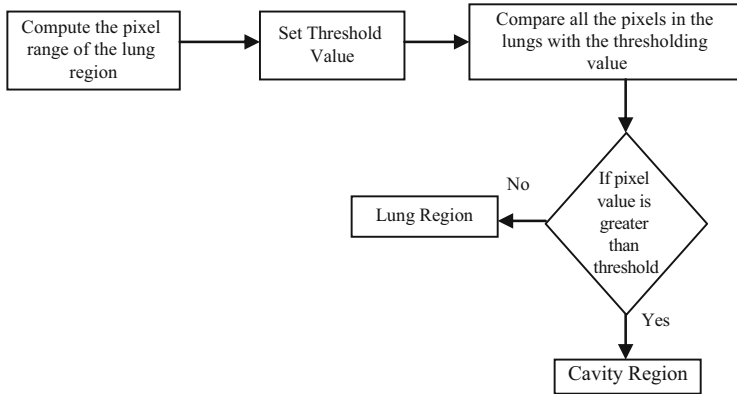 Compute the pixel
range of the lung
region
Set Threshold
Value
Compare all the pixels in the
lungs with the thresholding
value
If pixel
value is
greater
than
threshold
No
Lung Region
Yes
Cavity Region